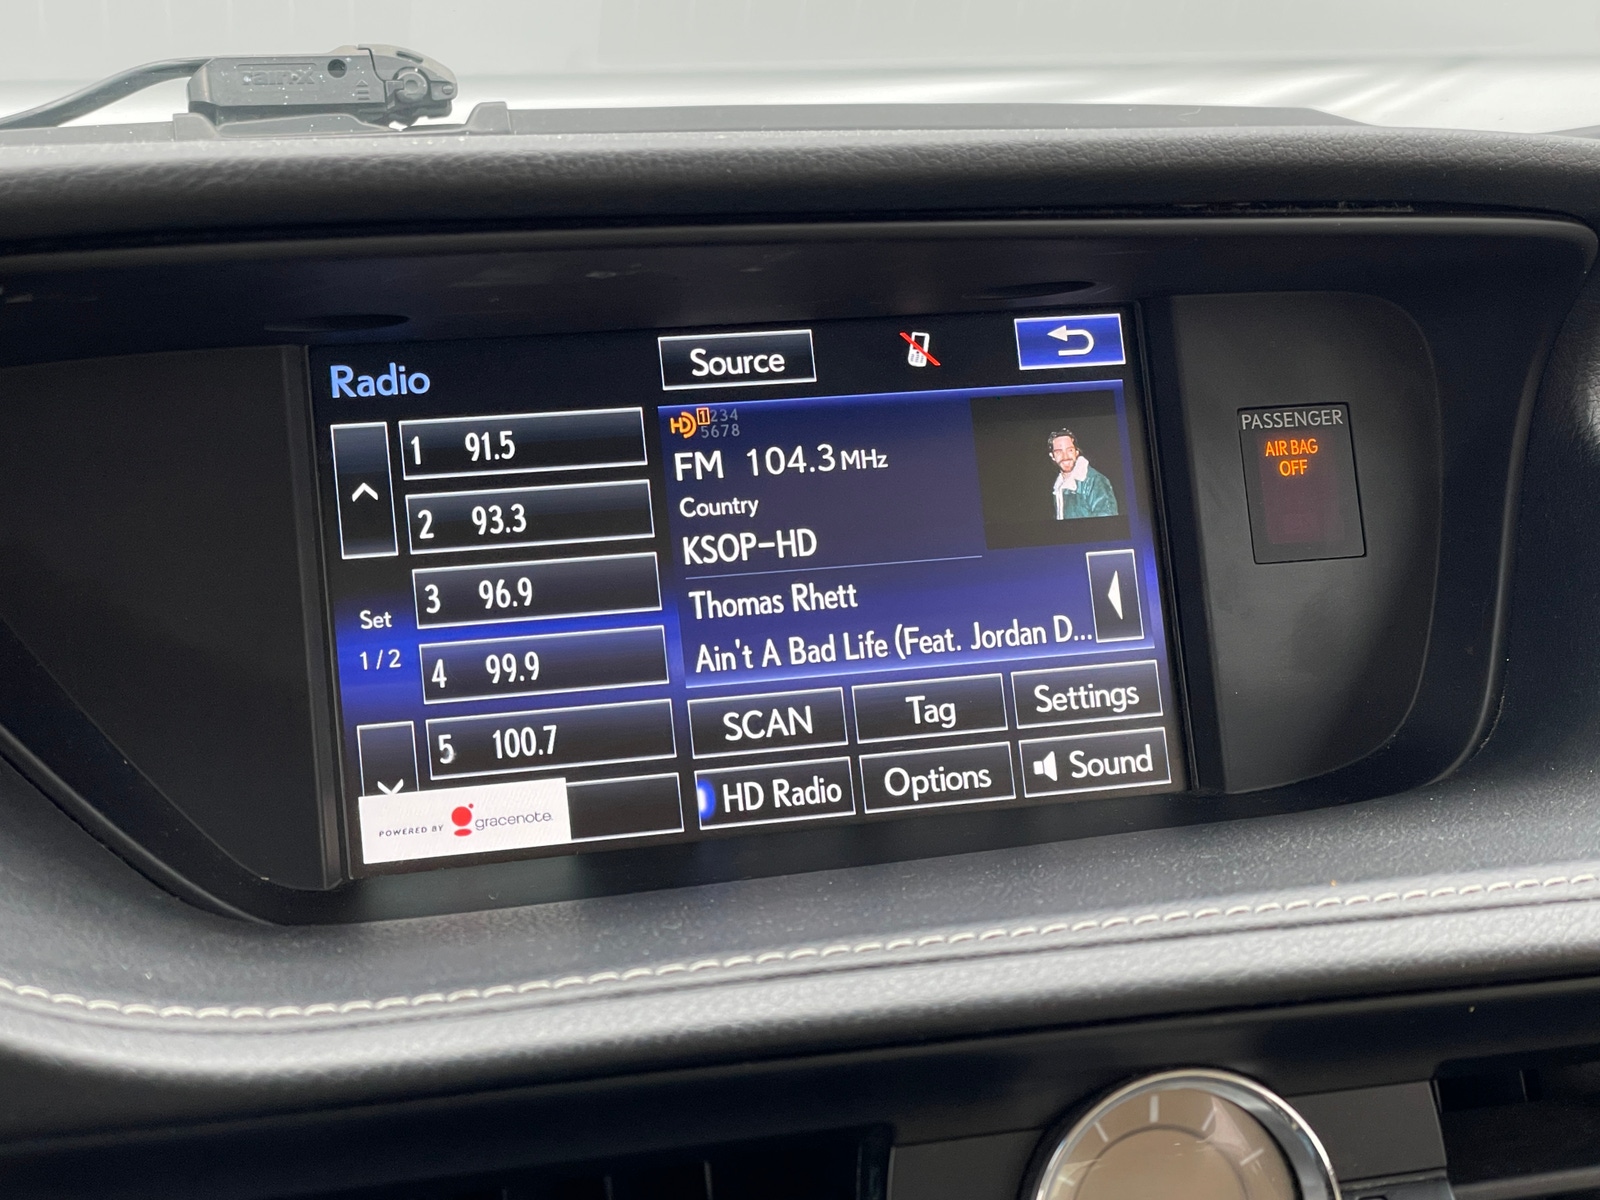 Radio
Source
1 91.5
2 93.3
3 96.9
4 99.9
5 100.7
Set
1/2
POWERED BY gracenote.
HD 1234
5678
FM 104.3 MHz
Country
KSOP-HD
Thomas Rhett
Ain't A Bad Life (Feat. Jordan D...
SCAN
Tag
Settings
HD Radio
Options
Sound
PASSENGER
AIR BAG
OFF